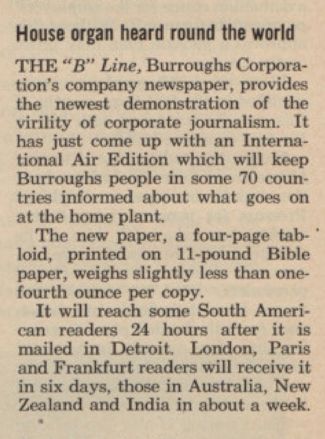 House organ heard round the world
THE "B" Line, Burroughs Corpora-
tion's company newspaper, provides
the newest demonstration of the
virility of corporate journalism. It
has just come up with an Interna-
tional Air Edition which will keep
Burroughs people in some 70 coun-
tries informed about what goes on
at the home plant.
The new paper, a four-page tab-
loid, printed on 11-pound Bible
paper, weighs slightly less than one-
fourth ounce per copy.
It will reach some South Ameri-
can readers 24 hours after it is
mailed in Detroit. London, Paris
and Frankfurt readers will receive it
in six days, those in Australia, New
Zealand and India in about a week.